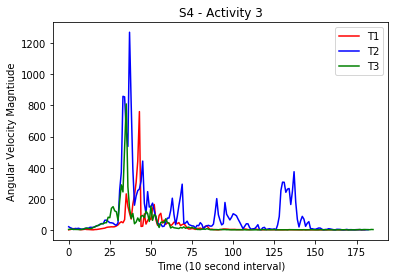 S4 - Activity 3
T1
T2
T3
Angular Velocity Magntiude
1200
1000
800
600
400
200
0
0 25 50 75 100 125 150 175
Time (10 second interval)